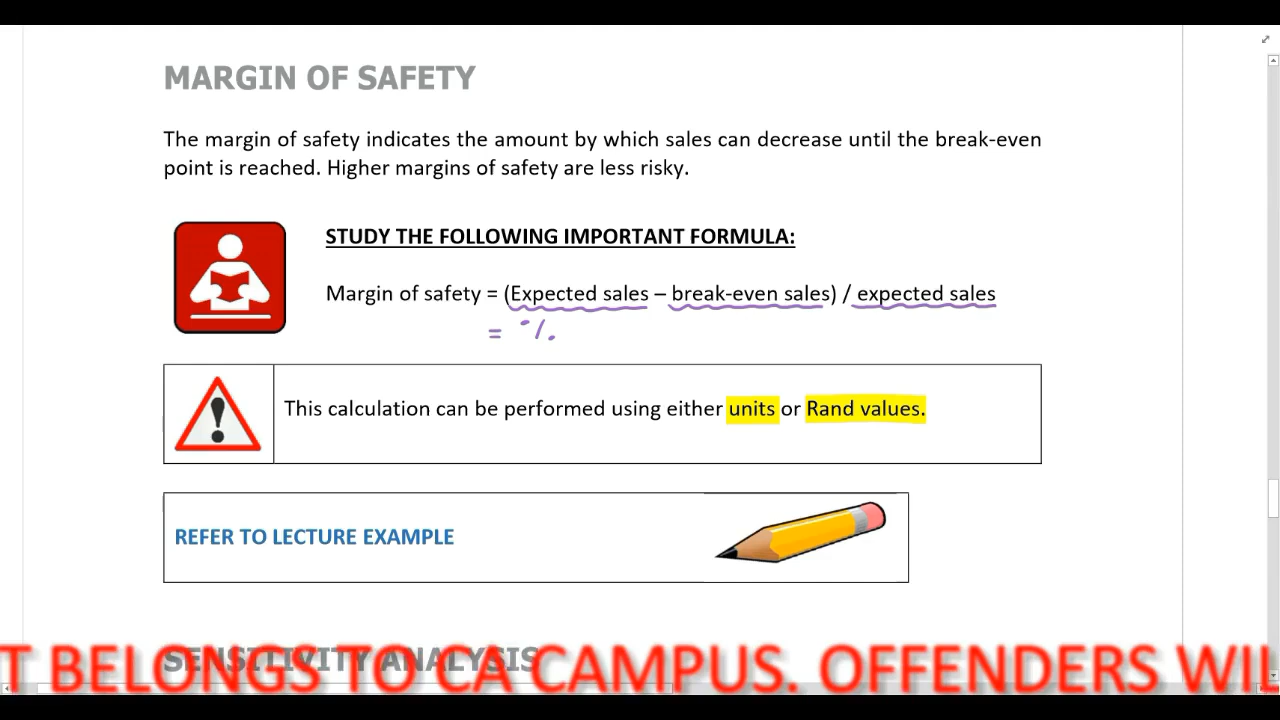 MARGIN OF SAFETY
The margin of safety indicates the amount by which sales can decrease until the break-even
point is reached. Higher margins of safety are less risky.
STUDY THE FOLLOWING IMPORTANT FORMULA:
Margin of safety = (Expected sales – break-even sales) / expected sales
= %
This calculation can be performed using either units or Rand values.
REFER TO LECTURE EXAMPLE
SENSITIVITY ANALYSIS
T BELONGS TO CA CAMPUS. OFFENDERS WIL